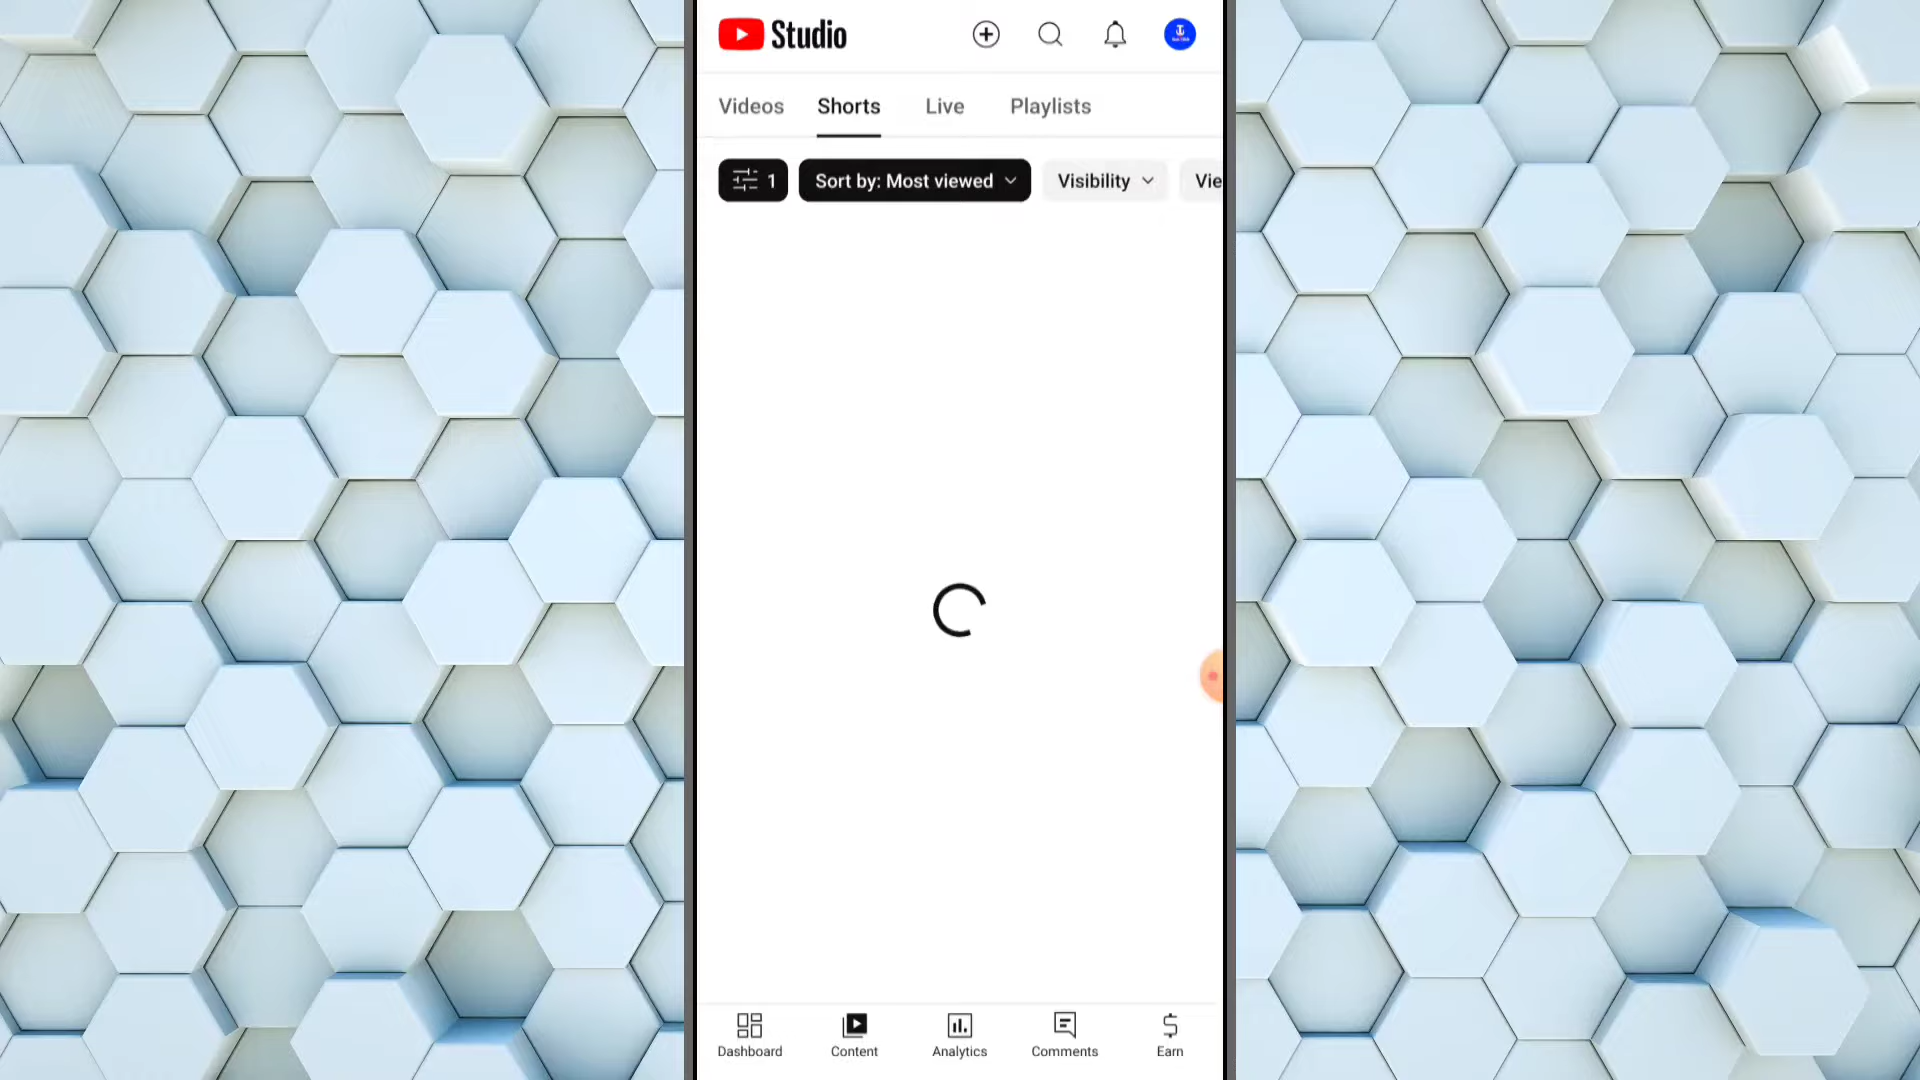 Studio
Videos Shorts Live Playlists
1 Sort by: Most viewed Visibility Vie
Dashboard Content Analytics Comments Earn